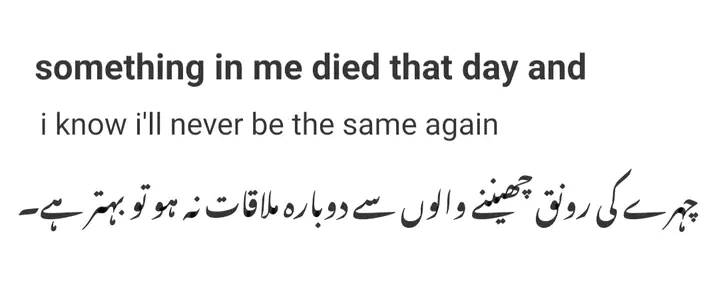 something in me died that day and
i know i'll never be the same again
چہرے کی رونق چھیننے والوں سے دوبارہ ملاقات نہ ہو تو بہتر ہے۔